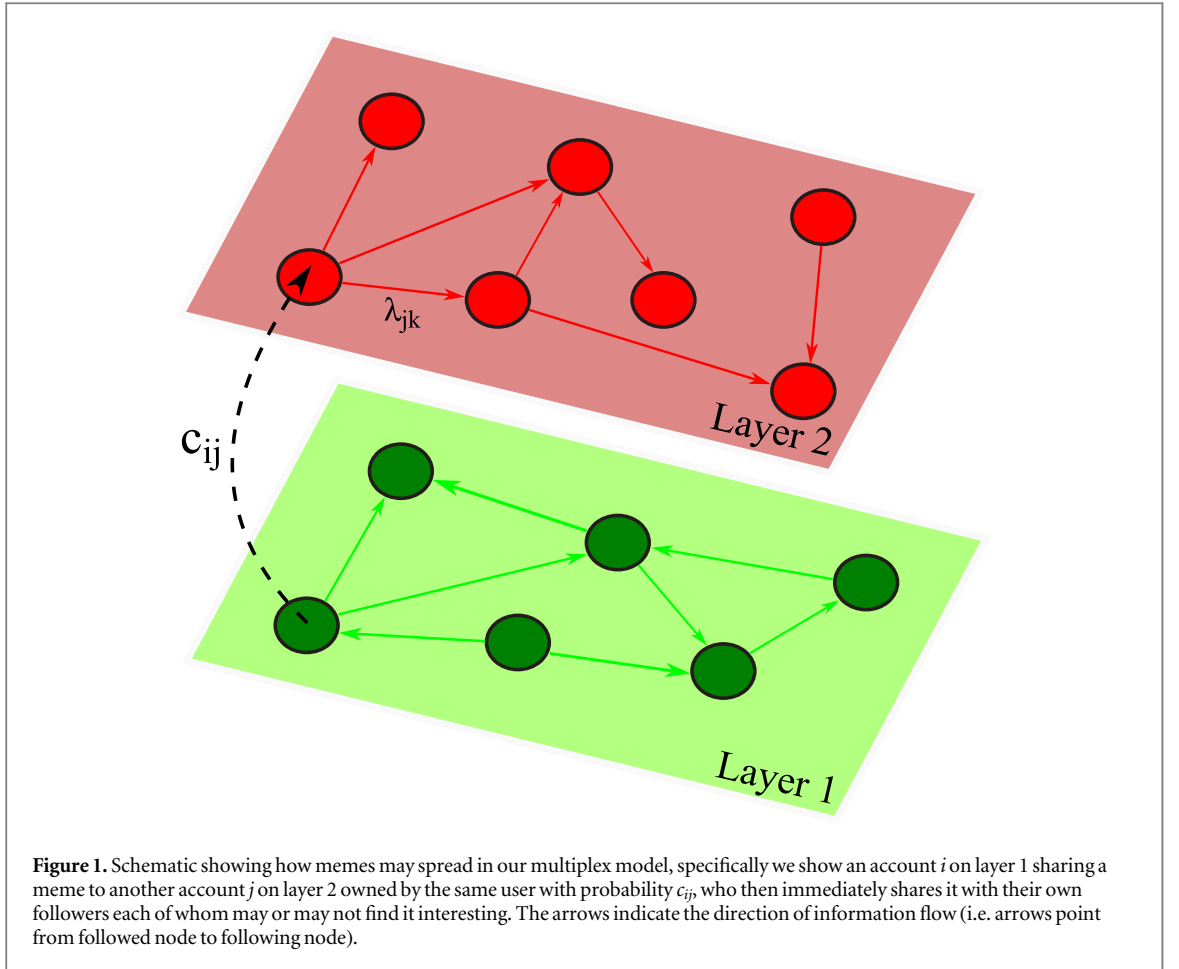 λjk
Layer 2
cij
Layer 1
Figure 1. Schematic showing how memes may spread in our multiplex model, specifically we show an account i on layer 1 sharing a
meme to another account j on layer 2 owned by the same user with probability cij, who then immediately shares it with their own
followers each of whom may or may not find it interesting. The arrows indicate the direction of information flow (i.e. arrows point
from followed node to following node).